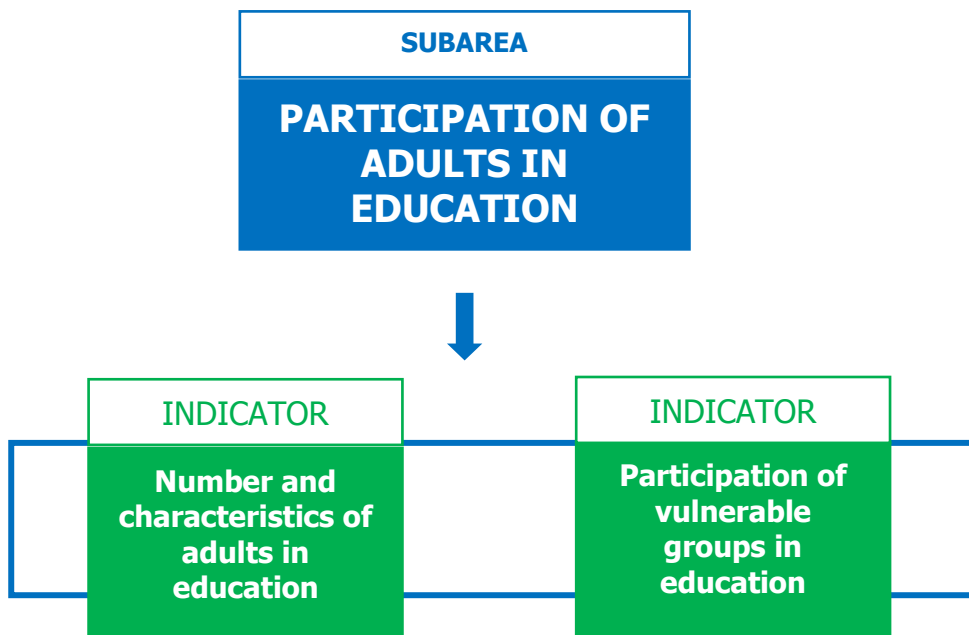 SUBAREA
PARTICIPATION OF
ADULTS IN
EDUCATION
INDICATOR
Number and
characteristics of
adults in
education
INDICATOR
Participation of
vulnerable
groups in
education